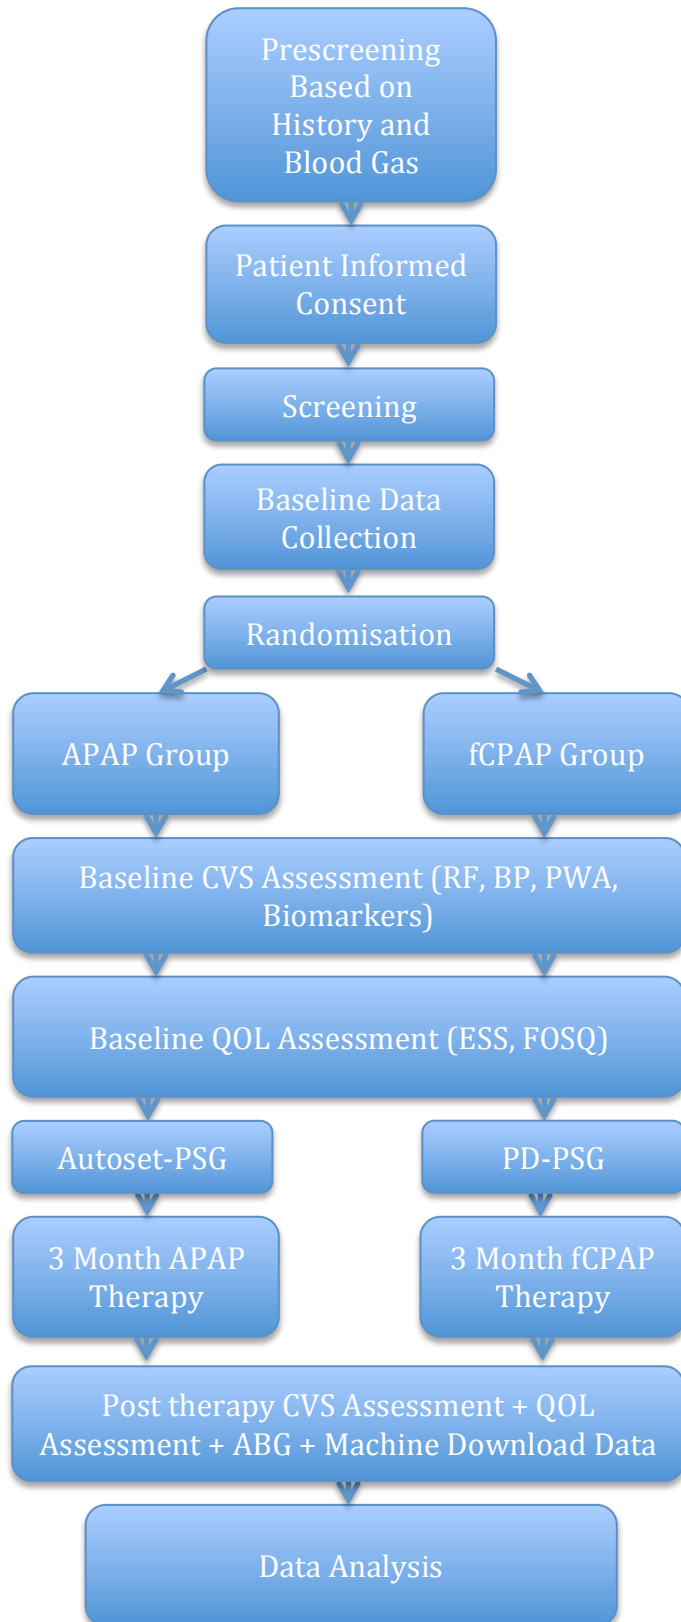 Prescreening
Based on
History and
Blood Gas
Patient Informed
Consent
Screening
Baseline Data
Collection
Randomisation
APAP Group
fCPAP Group
Baseline CVS Assessment (RF, BP, PWA,
Biomarkers)
Baseline QOL Assessment (ESS, FOSQ)
Autoset-PSG
PD-PSG
3 Month APAP
Therapy
3 Month fCPAP
Therapy
Post therapy CVS Assessment + QOL
Assessment + ABG + Machine Download Data
Data Analysis